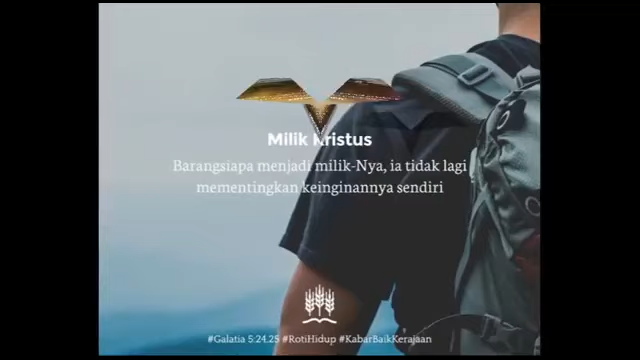 Milik Kristus
Barangsiapa menjadi milik-Nya, ia tidak lagi
mementingkan keinginannya sendiri
#Galatia 5:24.25 #RotiHidup #KabarBaikKerajaan